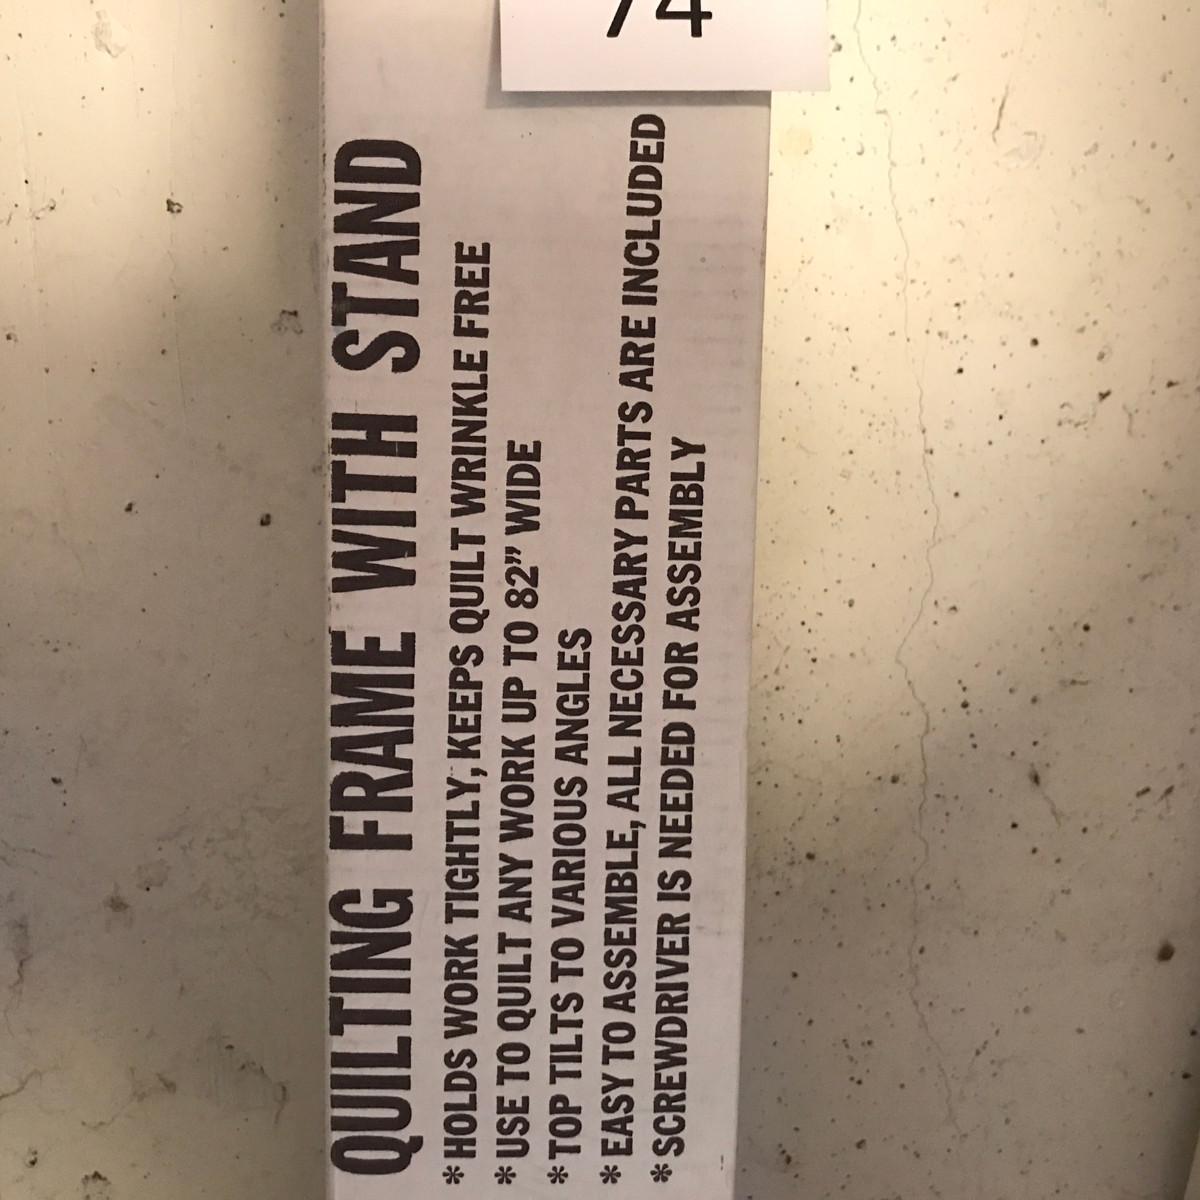 74
QUILTING FRAME WITH STAND
*HOLDS WORK TIGHTLY, KEEPS QUILT WRINKLE FREE
*USE TO QUILT ANY WORK UP TO 82" WIDE
*TOP TILTS TO VARIOUS ANGLES
*EASY TO ASSEMBLE, ALL NECESSARY PARTS ARE INCLUDED
*SCREWDRIVER IS NEEDED FOR ASSEMBLY